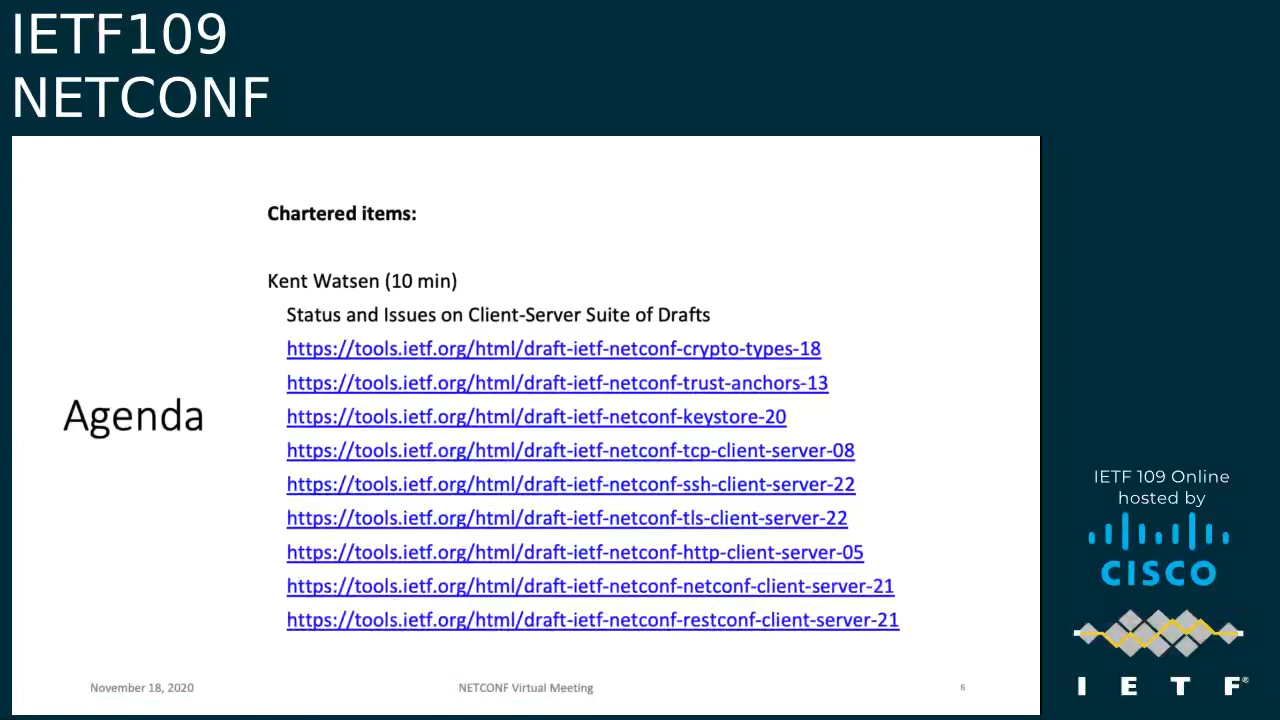 IETF109
NETCONF
Chartered items:
Kent Watsen (10 min)
Status and Issues on Client-Server Suite of Drafts
https://tools.ietf.org/html/draft-ietf-netconf-crypto-types-18
https://tools.ietf.org/html/draft-ietf-netconf-trust-anchors-13
https://tools.ietf.org/html/draft-ietf-netconf-keystore-20
https://tools.ietf.org/html/draft-ietf-netconf-tcp-client-server-08
https://tools.ietf.org/html/draft-ietf-netconf-ssh-client-server-22
https://tools.ietf.org/html/draft-ietf-netconf-tls-client-server-22
https://tools.ietf.org/html/draft-ietf-netconf-http-client-server-05
https://tools.ietf.org/html/draft-ietf-netconf-netconf-client-server-21
https://tools.ietf.org/html/draft-ietf-netconf-restconf-client-server-21
Agenda
November 18, 2020
NETCONF Virtual Meeting
6
IETF 109 Online
hosted by
CISCO
I E T F®